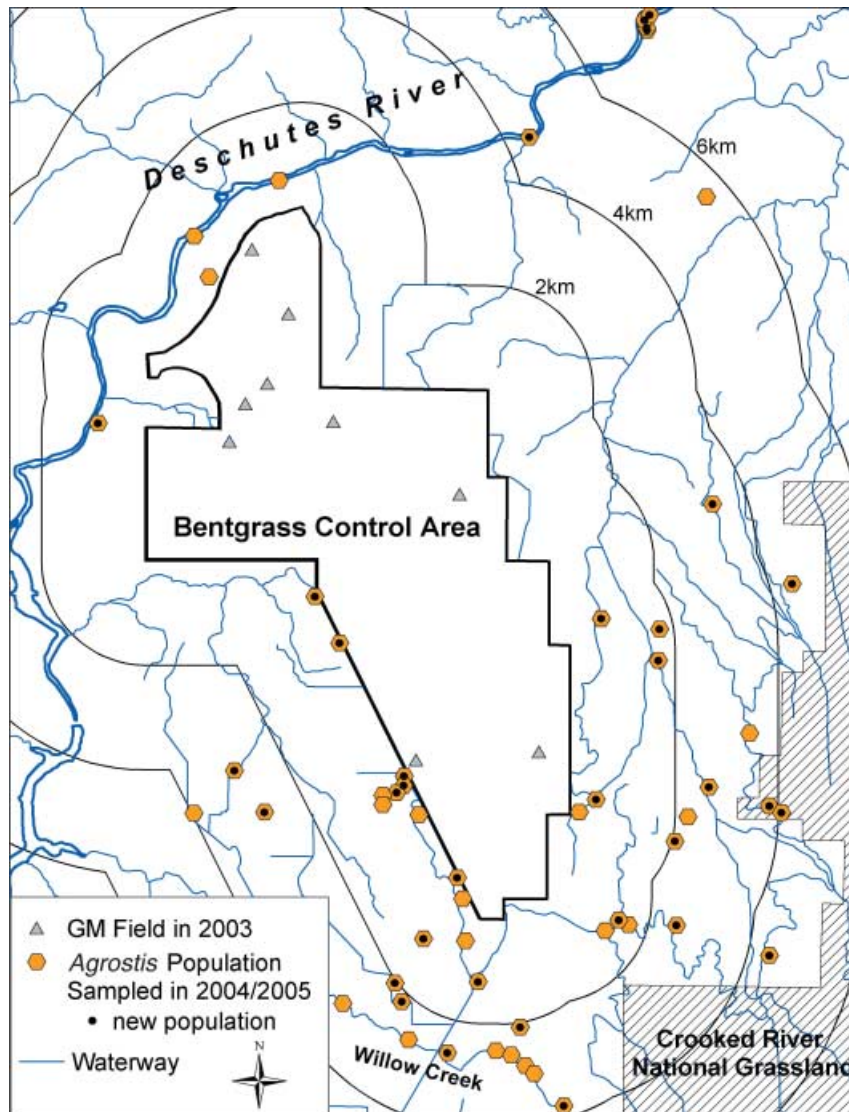 Deschutes River
6km
4km
2km
Bentgrass Control Area
GM Field in 2003
Agrostis Population
Sampled in 2004/2005
new population
Waterway
N
Willow Creek
Crooked River
National Grassland